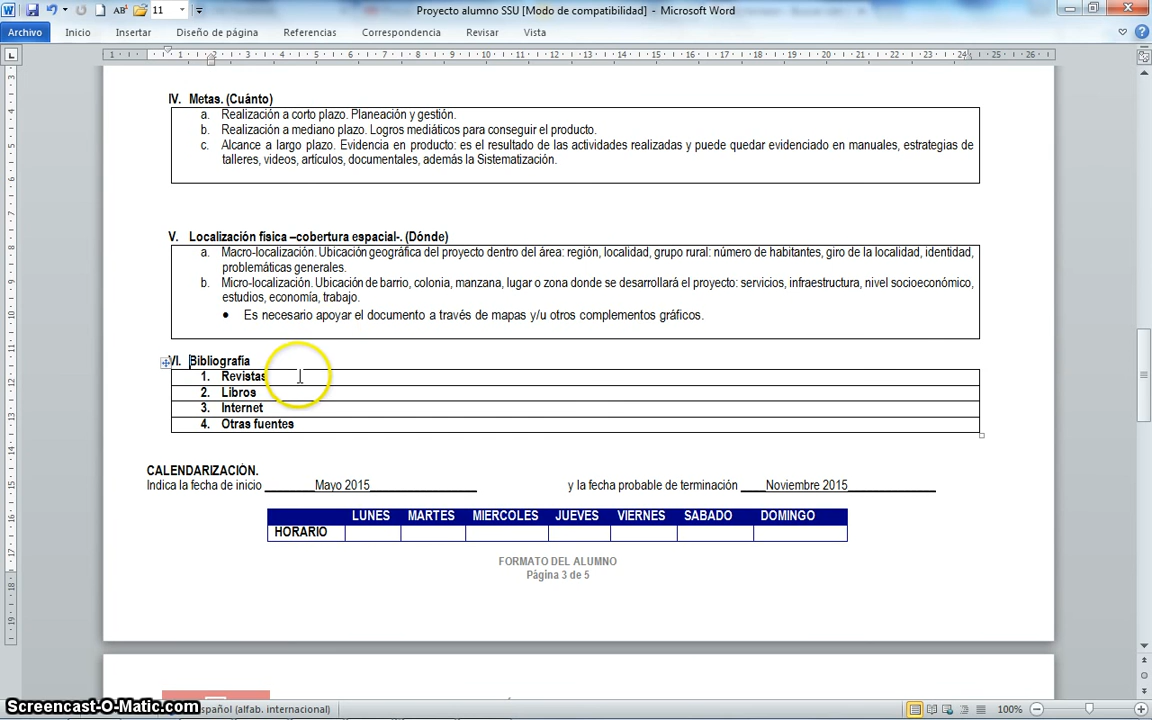 Proyecto alumno SSU [Modo de compatibilidad] - Microsoft Word
11
Archivo Inicio Insertar Diseño de página Referencias Correspondencia Revisar Vista
IV. Metas. (Cuánto)
a. Realización a corto plazo. Planeación y gestión.
b. Realización a mediano plazo. Logros mediáticos para conseguir el producto.
c. Alcance a largo plazo. Evidencia en producto: es el resultado de las actividades realizadas y puede quedar evidenciado en manuales, estrategias de
talleres, videos, artículos, documentales, además la Sistematización.
V. Localización física –cobertura espacial-. (Dónde)
a. Macro-localización. Ubicación geográfica del proyecto dentro del área: región, localidad, grupo rural: número de habitantes, giro de la localidad, identidad,
problemáticas generales.
b. Micro-localización. Ubicación de barrio, colonia, manzana, lugar o zona donde se desarrollará el proyecto: servicios, infraestructura, nivel socioeconómico,
estudios, economía, trabajo.
• Es necesario apoyar el documento a través de mapas y/u otros complementos gráficos.
VI. Bibliografía
1. Revistas
2. Libros
3. Internet
4. Otras fuentes
CALENDARIZACIÓN.
Indica la fecha de inicio ________Mayo 2015_________________ y la fecha probable de terminación ____Noviembre 2015______________
LUNES MARTES MIERCOLES JUEVES VIERNES SABADO DOMINGO
HORARIO
FORMATO DEL ALUMNO
Página 3 de 5
Screencast-O-Matic.com
español (alfab. internacional)
100%